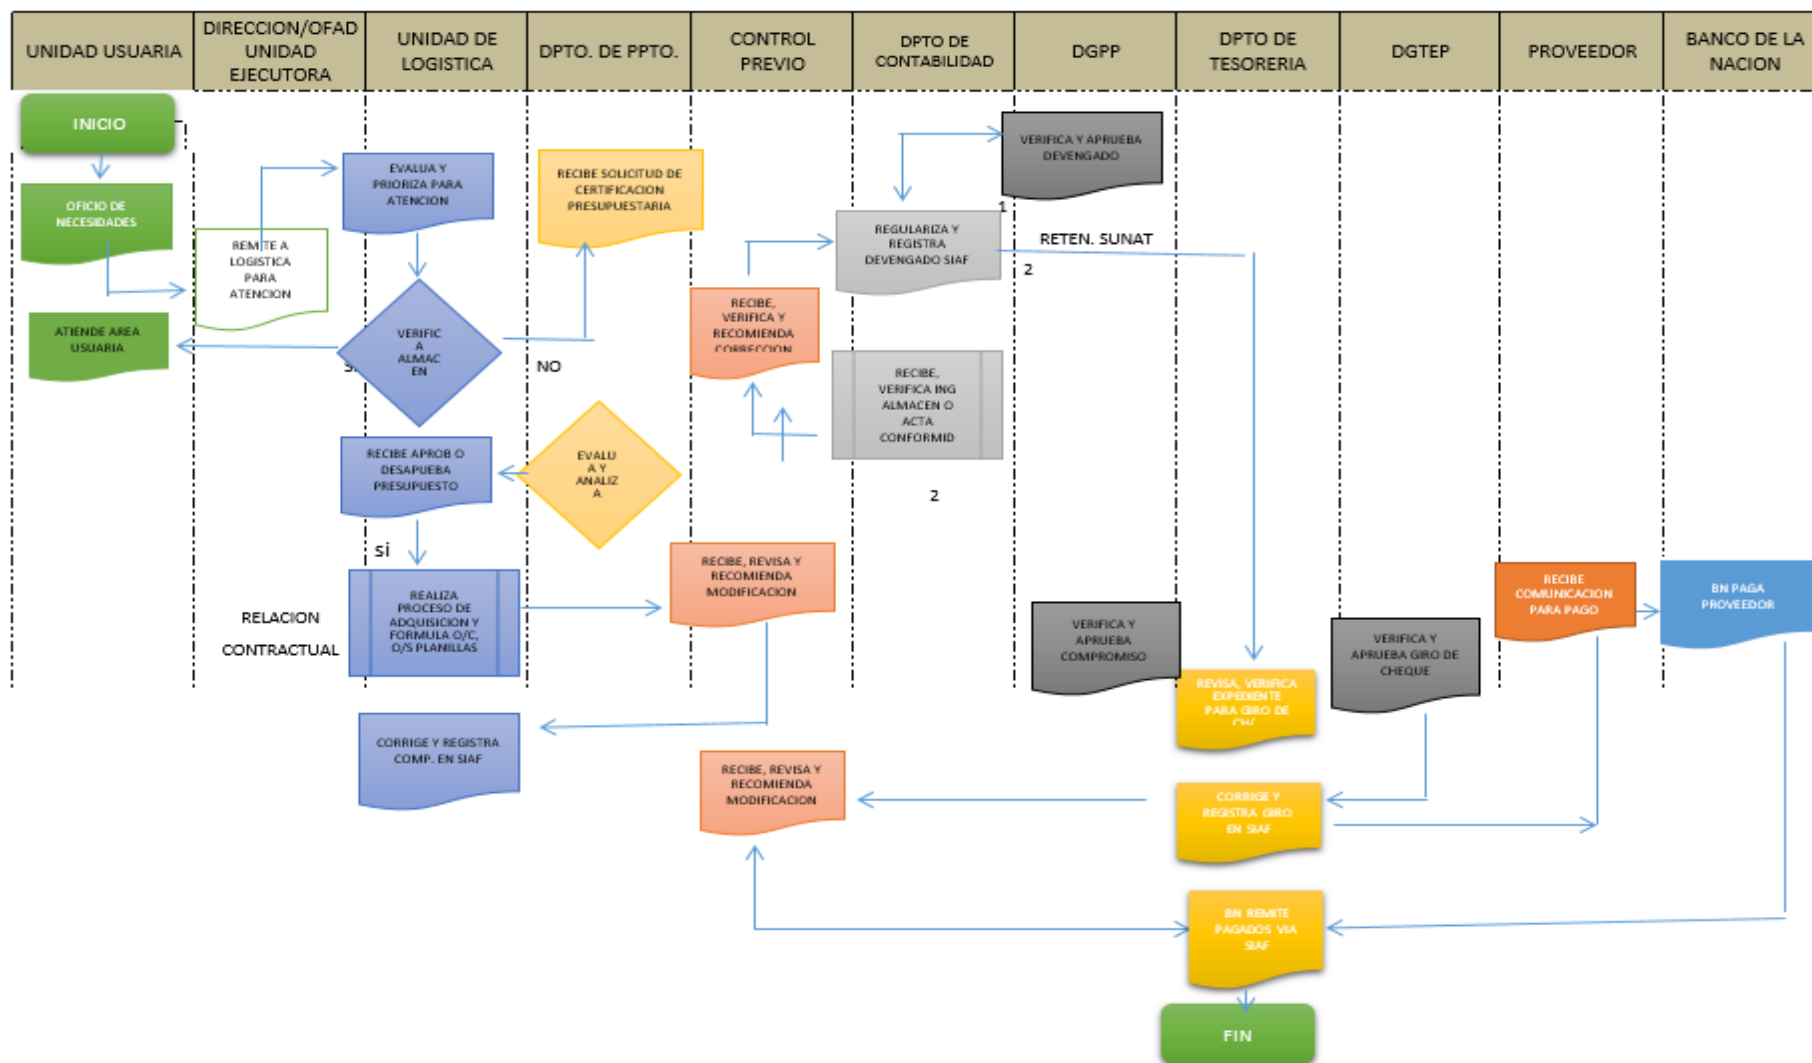 UNIDAD USUARIA
DIRECCION/OFAD
UNIDAD
EJECUTORA
UNIDAD DE
LOGISTICA
DPTO. DE PPTO.
CONTROL
PREVIO
DPTO DE
CONTABILIDAD
DGPP
DPTO DE
TESORERIA
DGTEP
PROVEEDOR
BANCO DE LA
NACION
INICIO
OFICIO DE
NECESIDADES
ATIENDE AREA
USUARIA
REMITE A
LOGISTICA
PARA
ATENCION
EVALUA Y
PRIORIZA PARA
ATENCION
VERIFIC
A
ALMAC
EN
NO
RECIBE SOLICITUD DE
CERTIFICACION
PRESUPUESTARIA
EVALU
A Y
ANALIZ
A
RECIBE APROB O
DESAPUEBA
PRESUPUESTO
si
RELACION
CONTRACTUAL
REALIZA
PROCESO DE
ADQUISICION Y
FORMULA O/C,
O/S PLANILLAS
CORRIGE Y REGISTRA
COMP. EN SIAF
RECIBE,
VERIFICA Y
RECOMIENDA
CORRECCION
RECIBE, REVISA Y
RECOMIENDA
MODIFICACION
RECIBE, REVISA Y
RECOMIENDA
MODIFICACION
REGULARIZA Y
REGISTRA
DEVENGADO SIAF
RECIBE,
VERIFICA ING
ALMACEN O
ACTA
CONFORMID
2
VERIFICA Y APRUEBA
DEVENGADO
1
RETEN. SUNAT
2
VERIFICA Y
APRUEBA
COMPROMISO
REVISA, VERIFICA
EXPEDIENTE
PARA GIRO DE
CORRIGE Y
REGISTRA GIRO
EN SIAF
BN REMITE
PAGADOS VIA
SIAF
FIN
VERIFICA Y
APRUEBA GIRO DE
CHEQUE
RECIBE
COMUNICACION
PARA PAGO
BN PAGA
PROVEEDOR